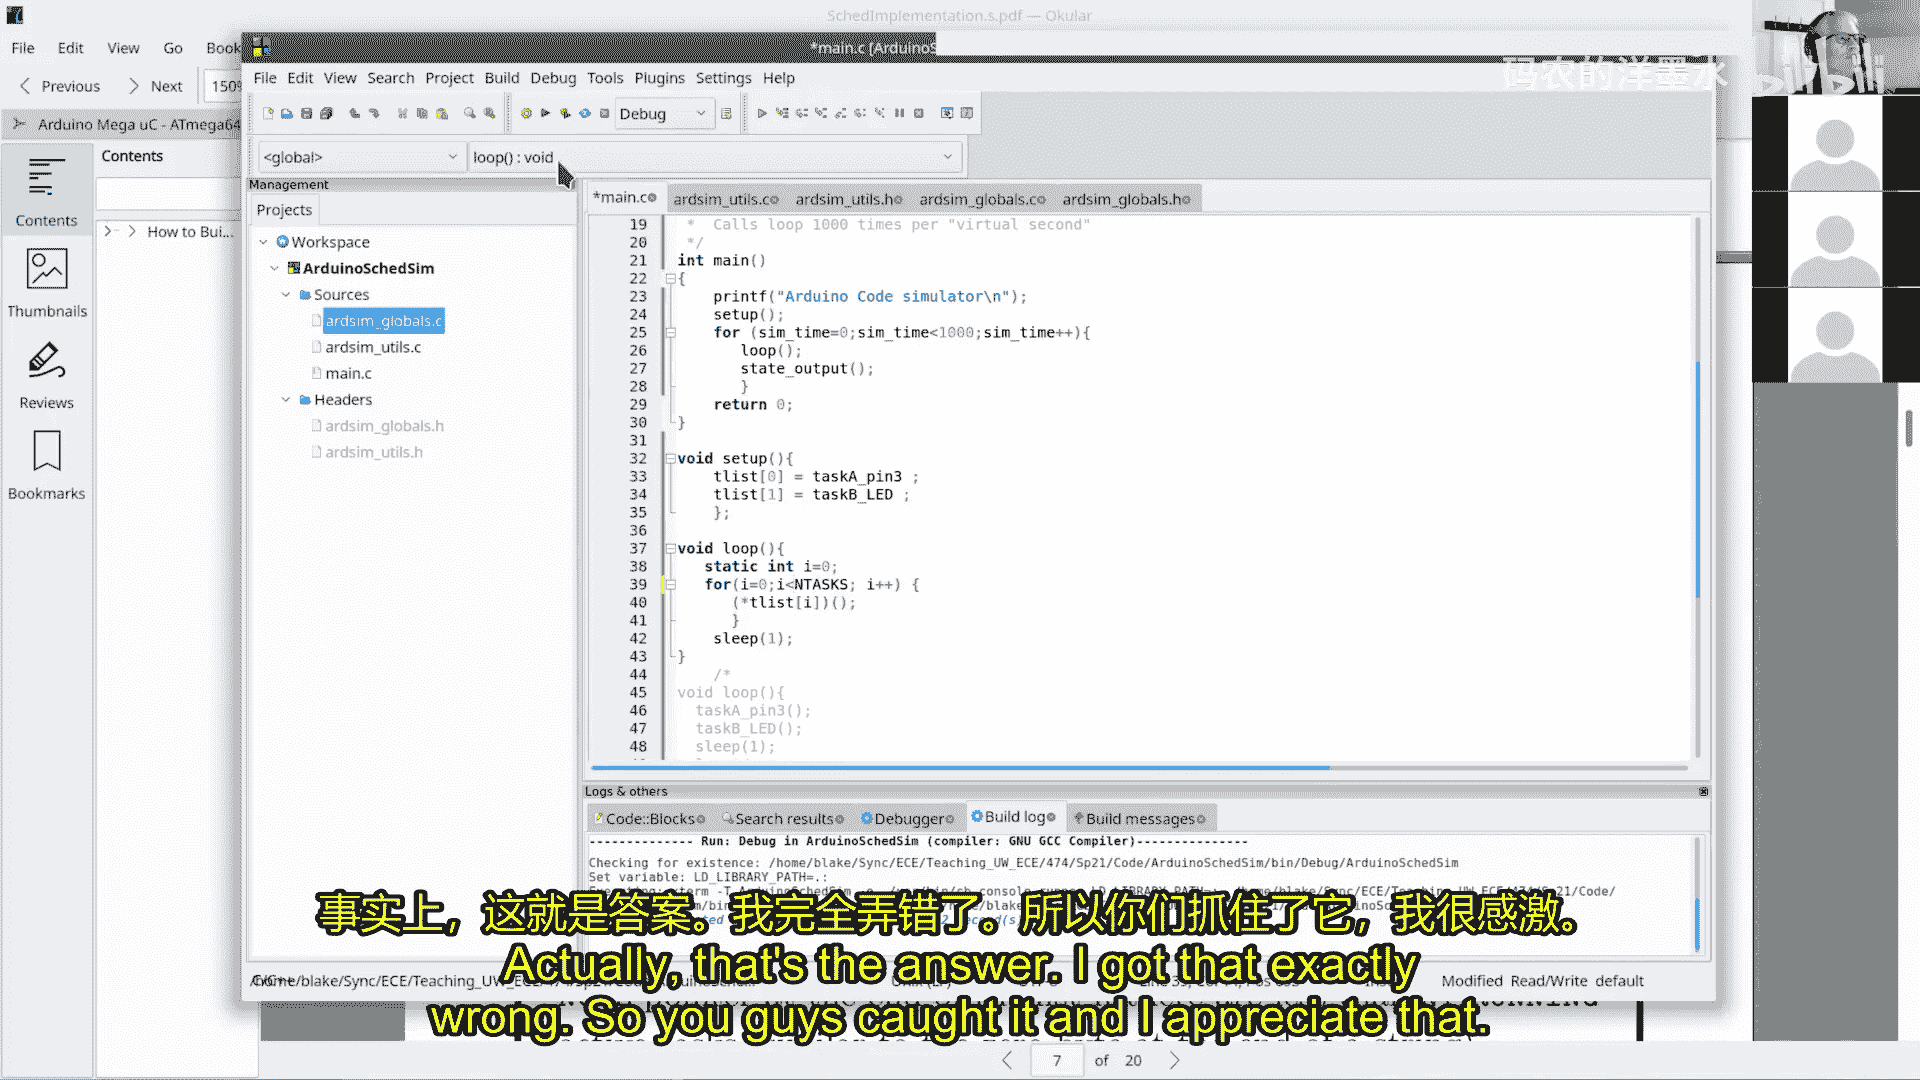 SchedImplementation.s.pdf — Okular
File Edit View Go Book
Previous Next 150%
Arduino Mega uC - ATmega64
Contents
Contents
How to Bui...
Thumbnails
Reviews
Bookmarks
*main.c [ArduinoS
码农的洋墨水
bilibili
File Edit View Search Project Build Debug Tools Plugins Settings Help
Debug
<global> loop() : void
Management
Projects
Workspace
ArduinoSchedSim
Sources
ardsim_globals.c
ardsim_utils.c
main.c
Headers
ardsim_globals.h
ardsim_utils.h
*main.c ardsim_utils.c ardsim_utils.h ardsim_globals.c ardsim_globals.h
19 * Calls loop 1000 times per "virtual second"
20 */
21 int main()
22 {
23 printf("Arduino Code simulator\n");
24 setup();
25 for (sim_time=0;sim_time<1000;sim_time++){
26 loop();
27 state_output();
28 }
29 return 0;
30 }
31
32 void setup(){
33 tlist[0] = taskA_pin3 ;
34 tlist[1] = taskB_LED ;
35 };
36
37 void loop(){
38 static int i=0;
39 for(i=0;i<NTASKS; i++) {
40 (*tlist[i])();
41 }
42 sleep(1);
43 }
44 /*
45 void loop(){
46 taskA_pin3();
47 taskB_LED();
48 sleep(1);
Logs & others
Code::Blocks Search results Debugger Build log Build messages
-------------- Run: Debug in ArduinoSchedSim (compiler: GNU GCC Compiler)---------------
Checking for existence: /home/blake/Sync/ECE/Teaching_UW_ECE/474/Sp21/Code/ArduinoSchedSim/bin/Debug/ArduinoSchedSim
Set variable: LD_LIBRARY_PATH=.:
事实上，这就是答案。我完全弄错了。所以你们抓住了它，我很感激。
Actually, that's the answer. I got that exactly
wrong. So you guys caught it and I appreciate that.
Modified Read/Write default
7 of 20